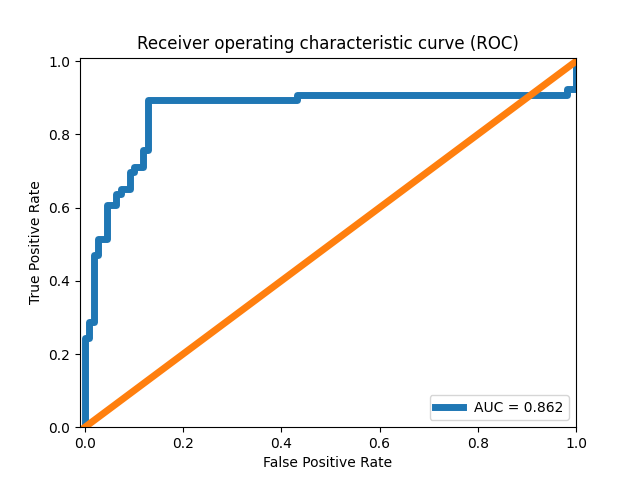 Receiver operating characteristic curve (ROC)
True Positive Rate
1.0
0.8
0.6
0.4
0.2
0.0
AUC = 0.862
0.0 0.2 0.4 0.6 0.8 1.0
False Positive Rate